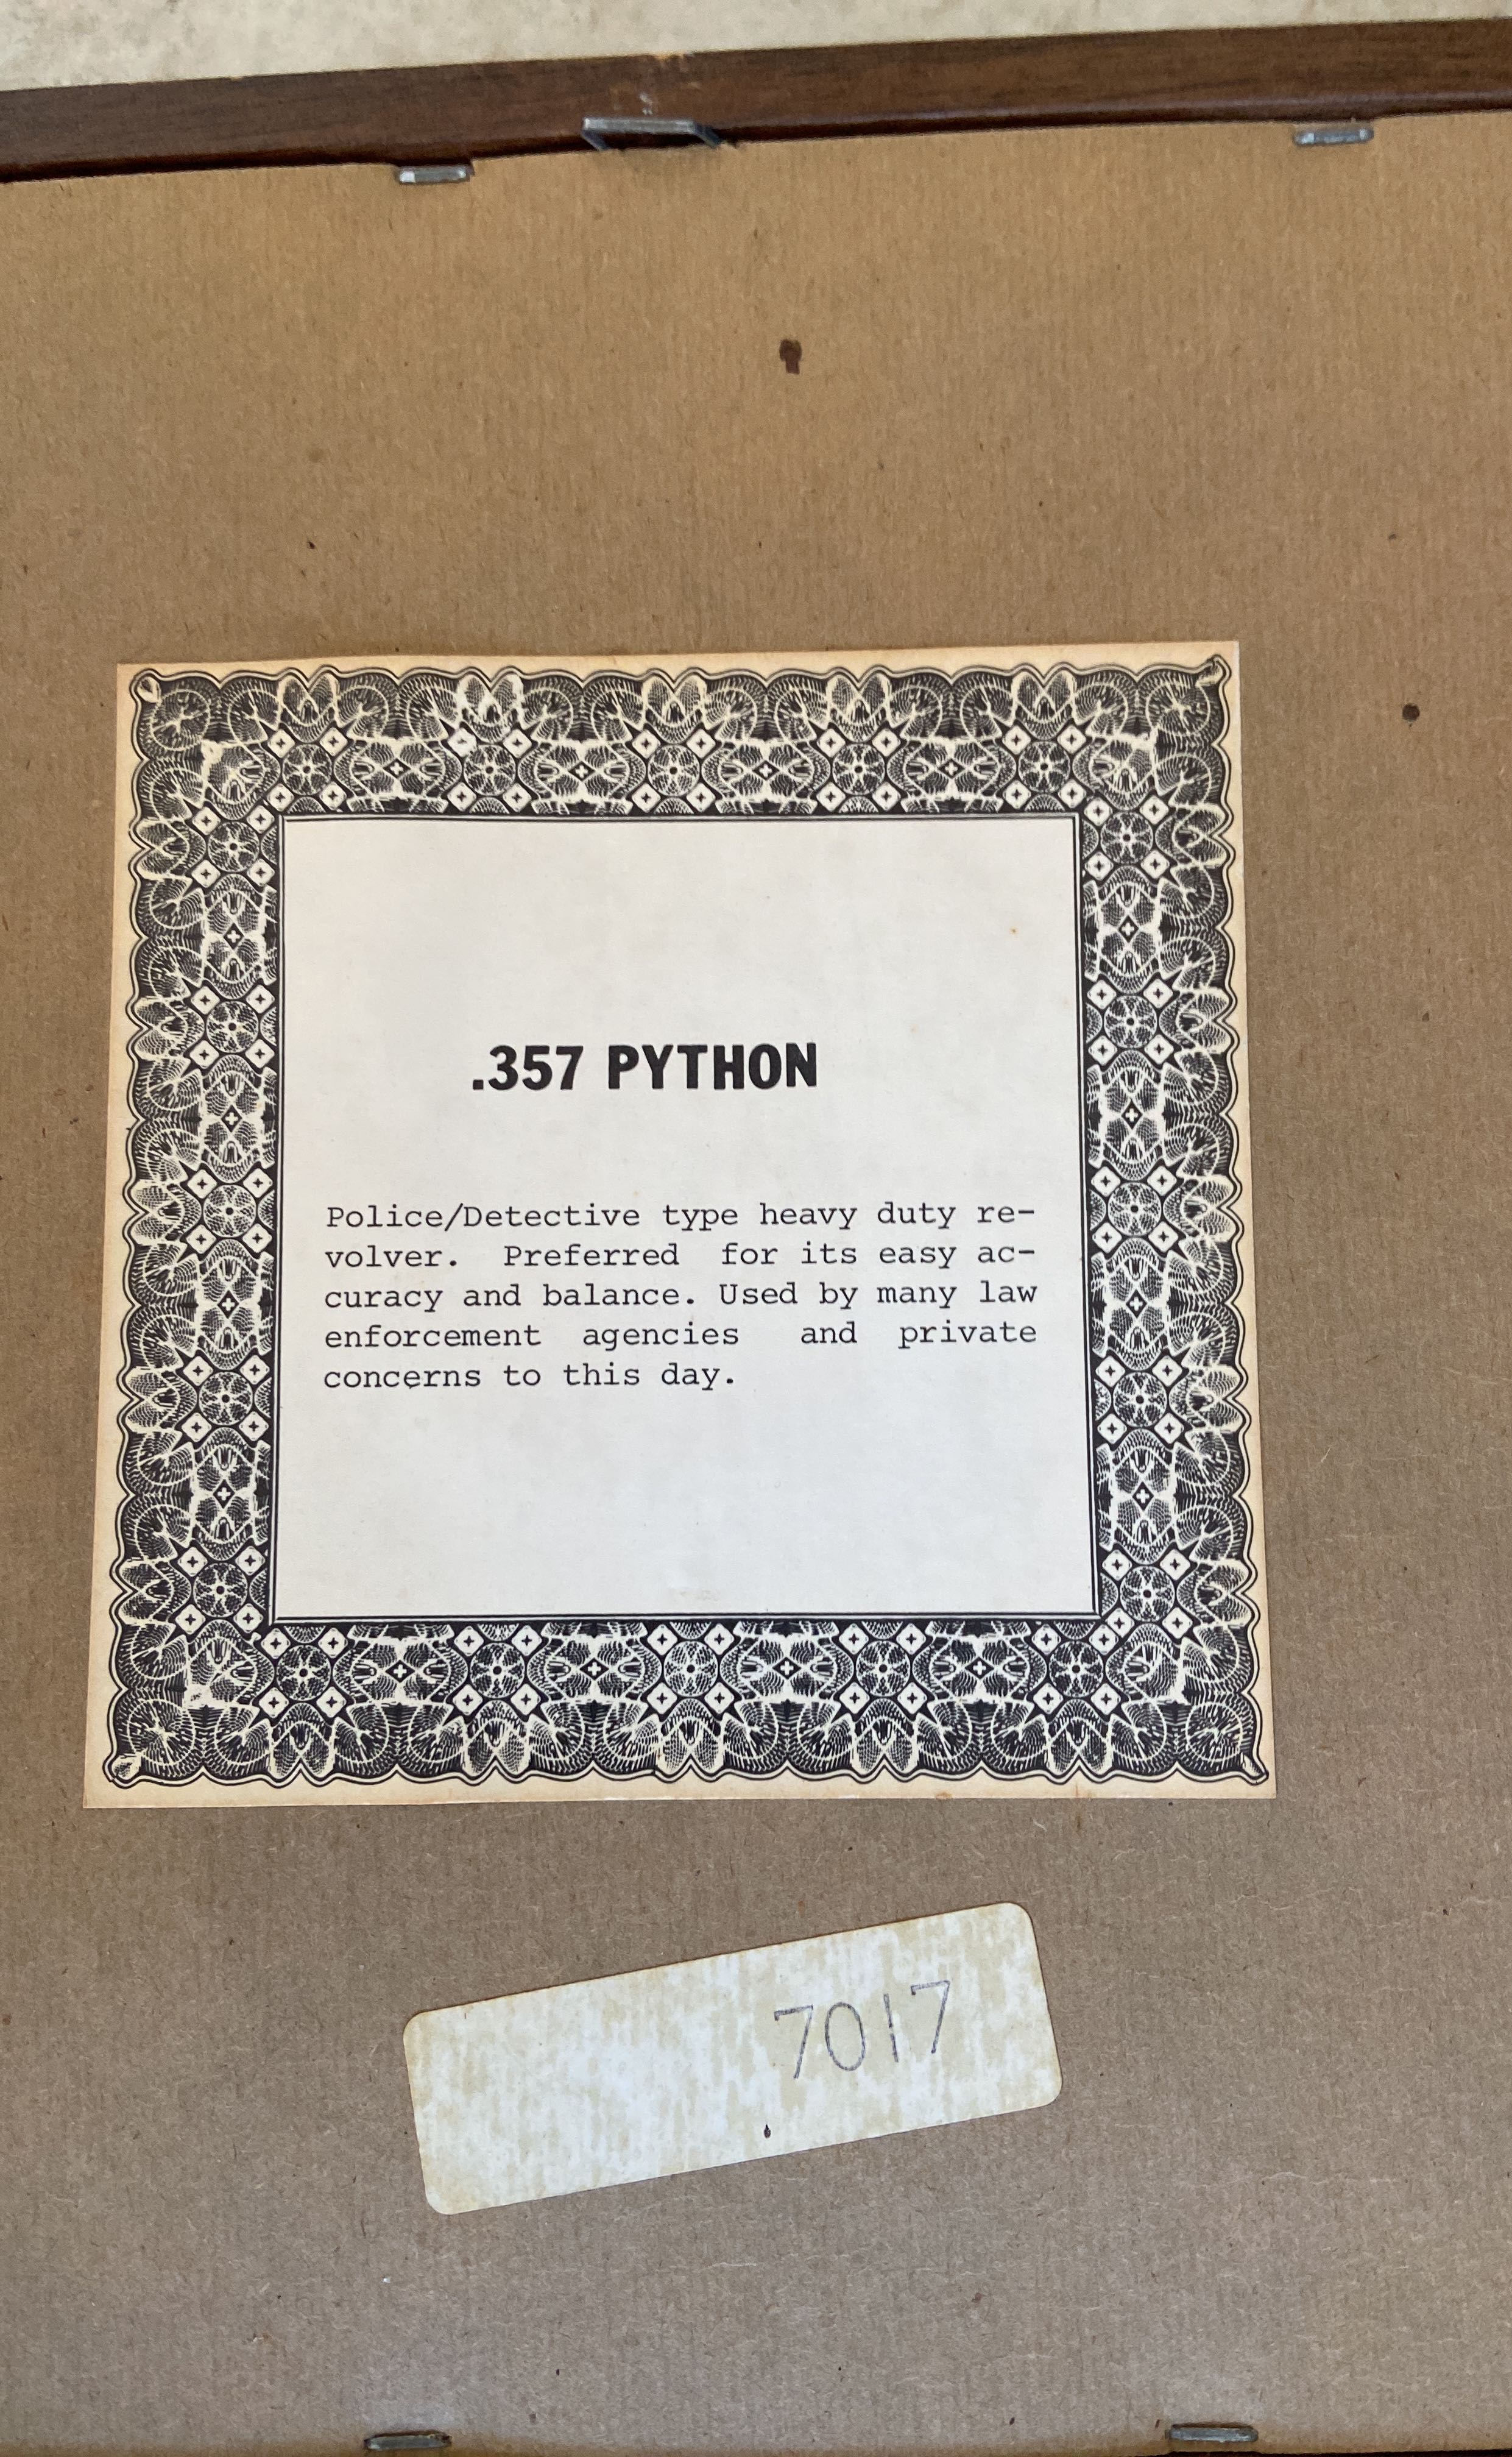 .357 PYTHON
Police/Detective type heavy duty re-
volver. Preferred for its easy ac-
curacy and balance. Used by many law
enforcement agencies and private
concerns to this day.
7017